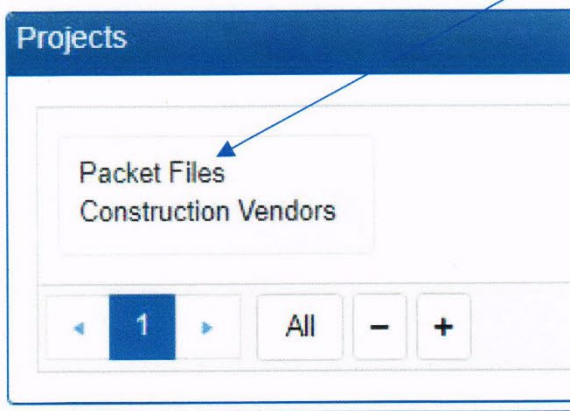 Projects
Packet Files
Construction Vendors
1 All − +